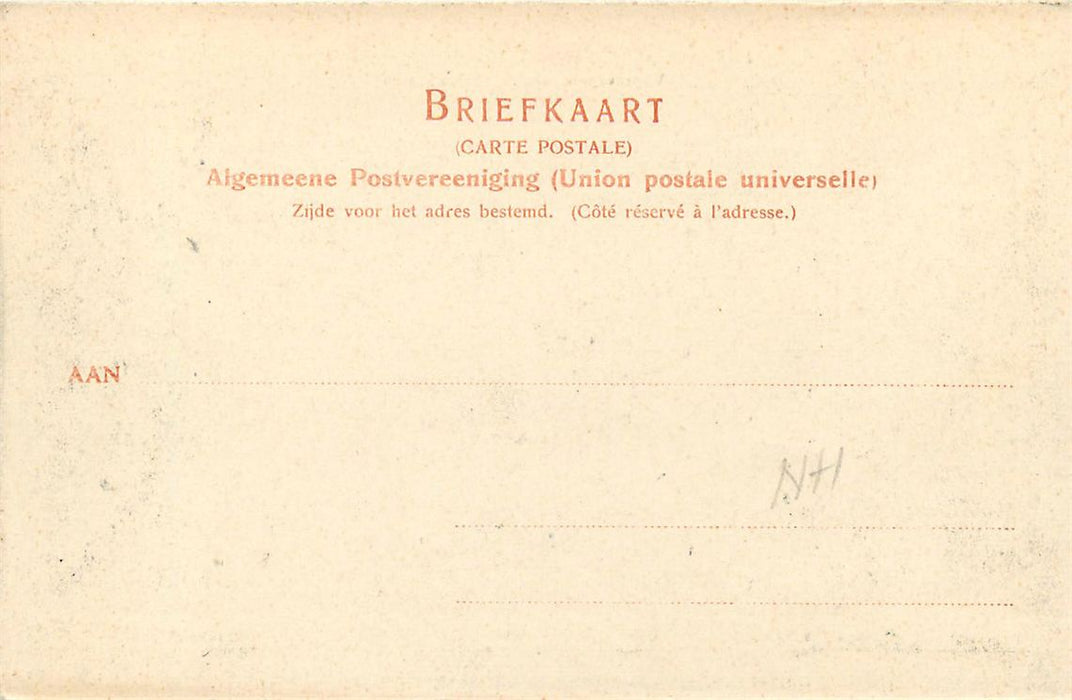 BRIEFKAART
(CARTE POSTALE)
Algemeene Postvereeniging (Union postale universelle)
Zijde voor het adres bestemd. (Côté réservé à l'adresse.)
AAN
NH